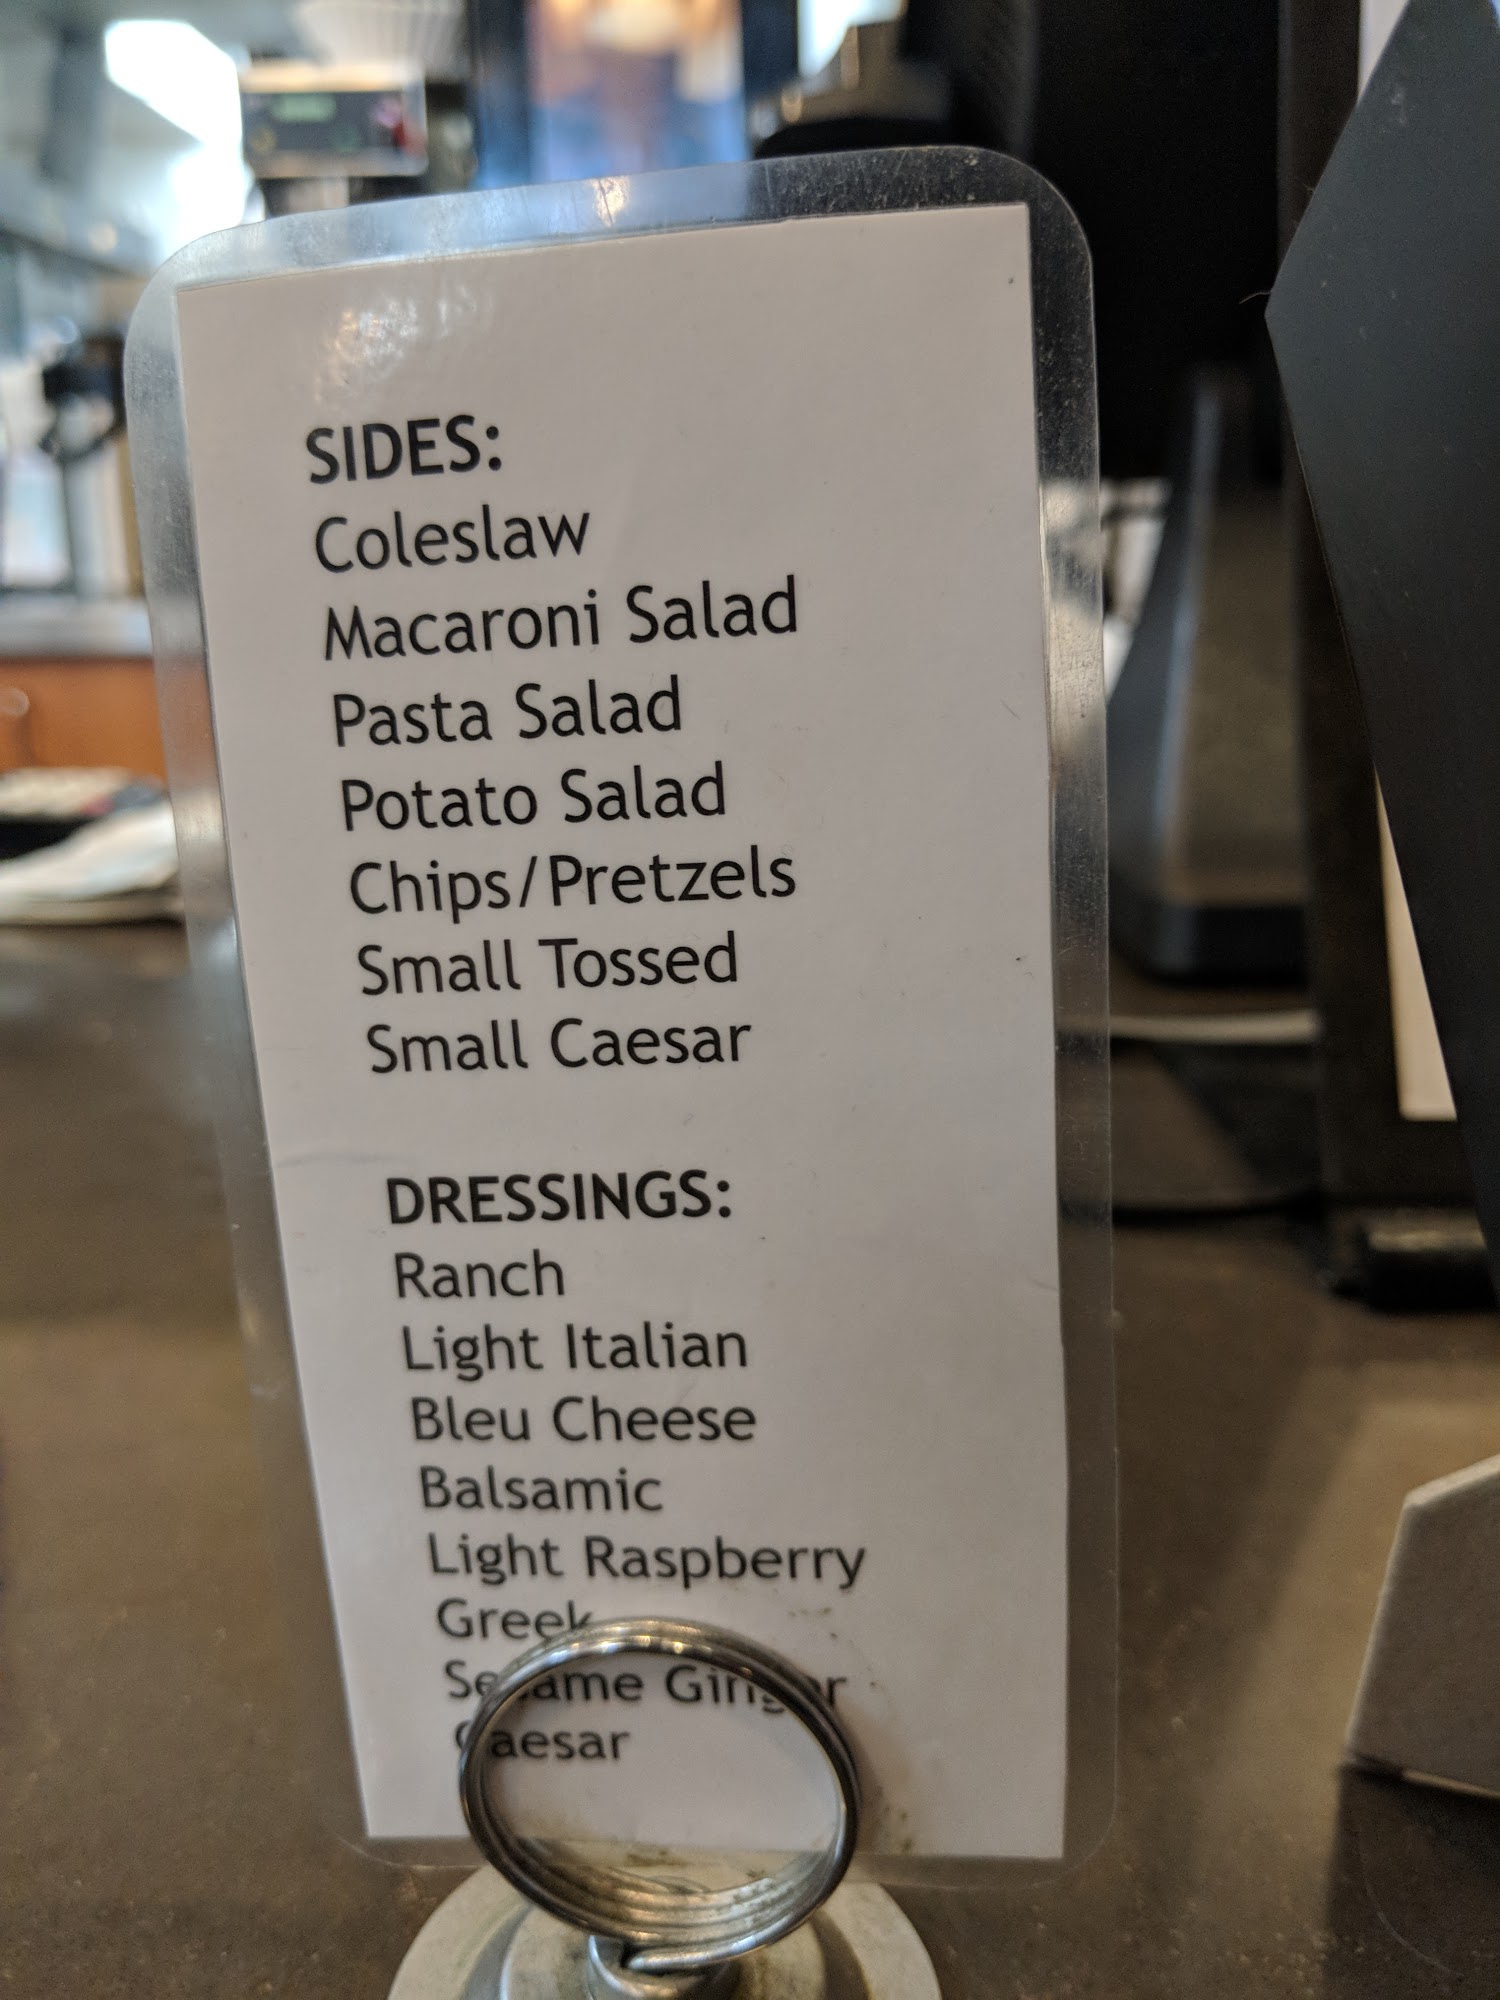 SIDES:
Coleslaw
Macaroni Salad
Pasta Salad
Potato Salad
Chips/Pretzels
Small Tossed
Small Caesar
DRESSINGS:
Ranch
Light Italian
Bleu Cheese
Balsamic
Light Raspberry
Greek
Sesame Ginger
Caesar